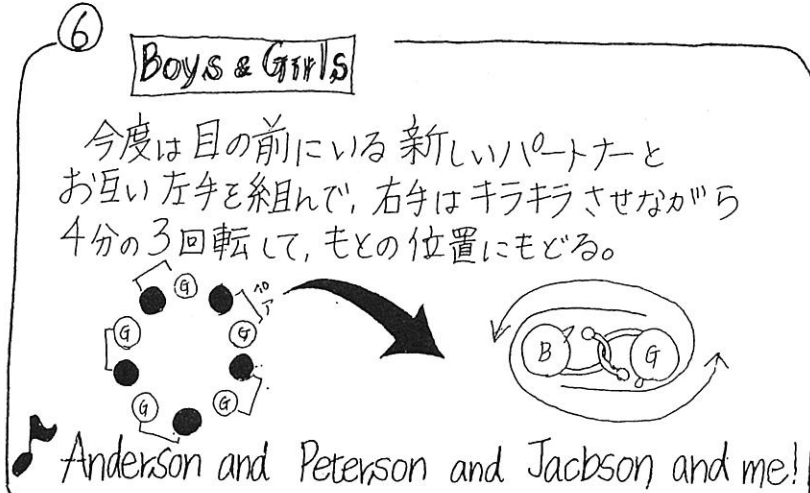 ⑥
Boys & Girls
今度は目の前にいる新しいパートナーと
お互い左手を組んで,右手はキラキラさせながら
4分の3回転して,もとの位置にもどる。
G
ペア
G
G
G
G
B
G
Anderson and Peterson and Jacbson and me!